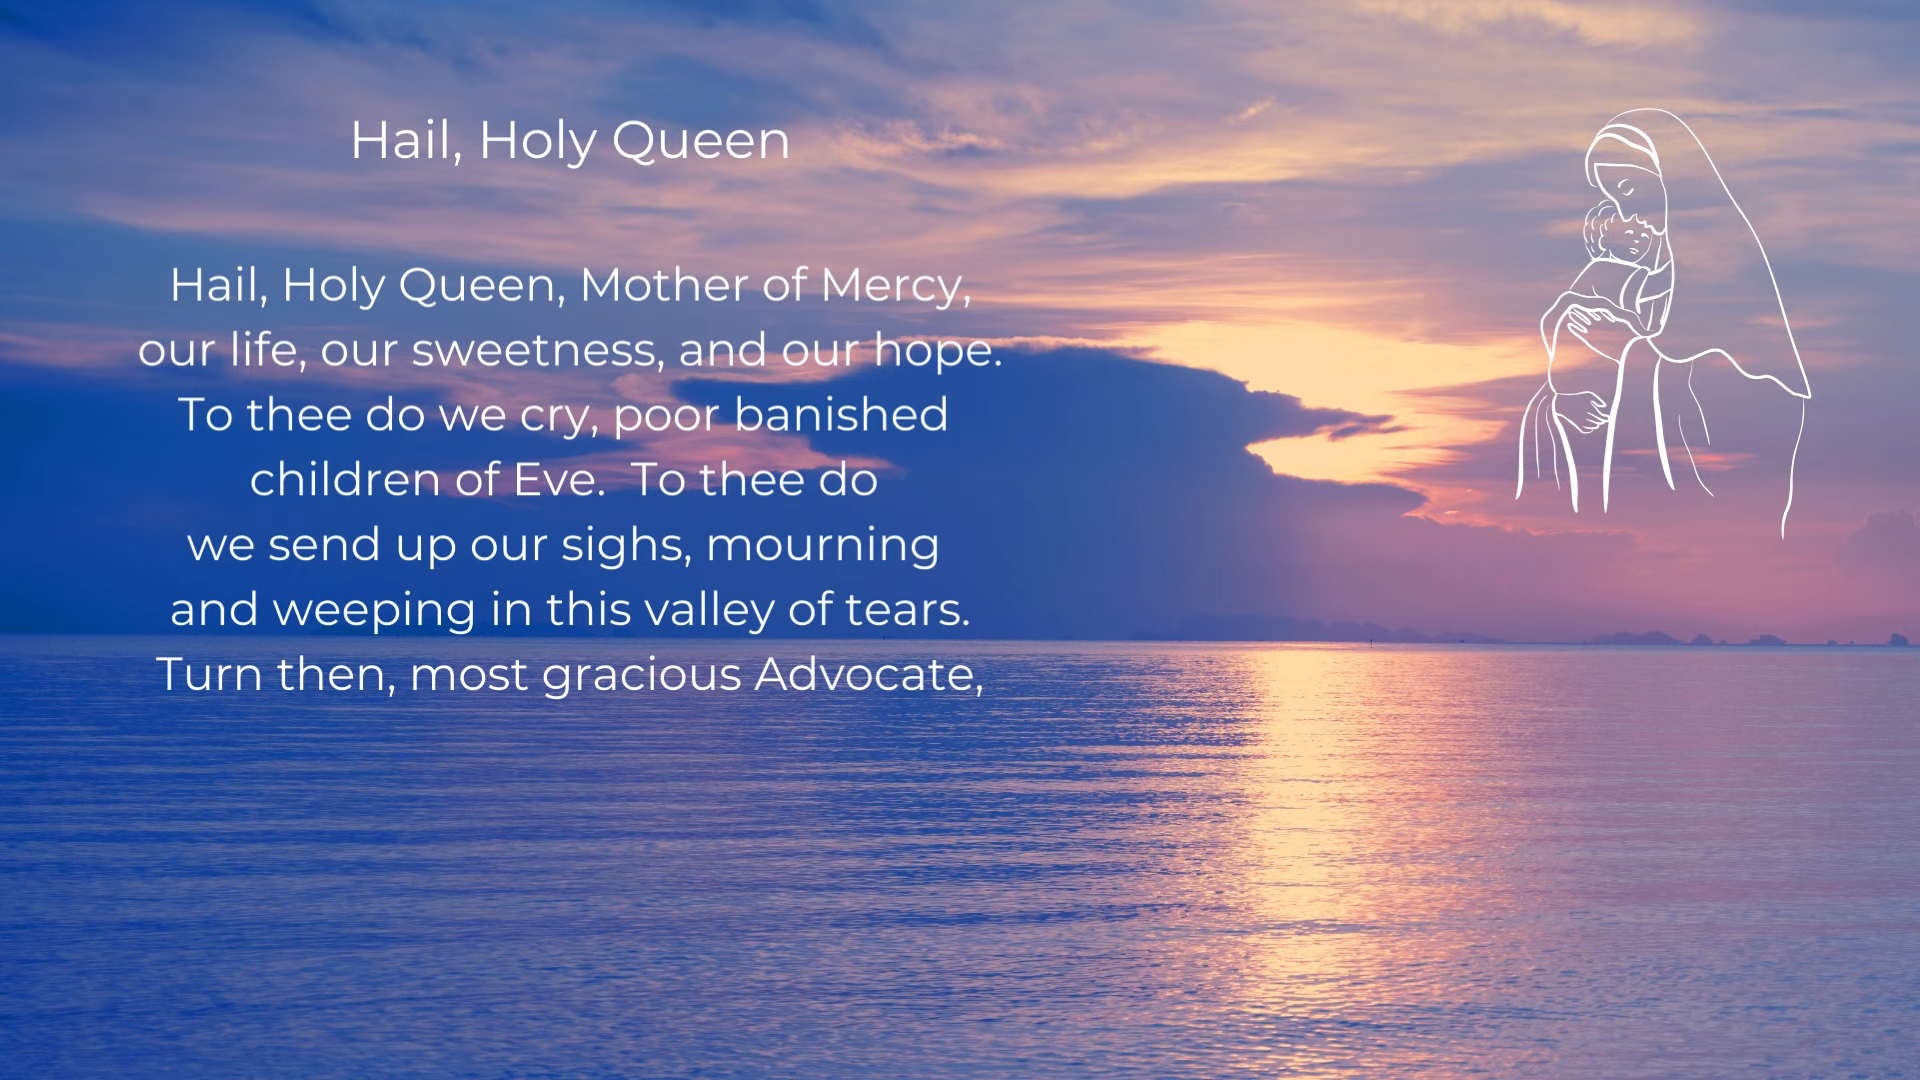 Hail, Holy Queen
Hail, Holy Queen, Mother of Mercy,
our life, our sweetness, and our hope.
To thee do we cry, poor banished
children of Eve.  To thee do
we send up our sighs, mourning
and weeping in this valley of tears.
Turn then, most gracious Advocate,